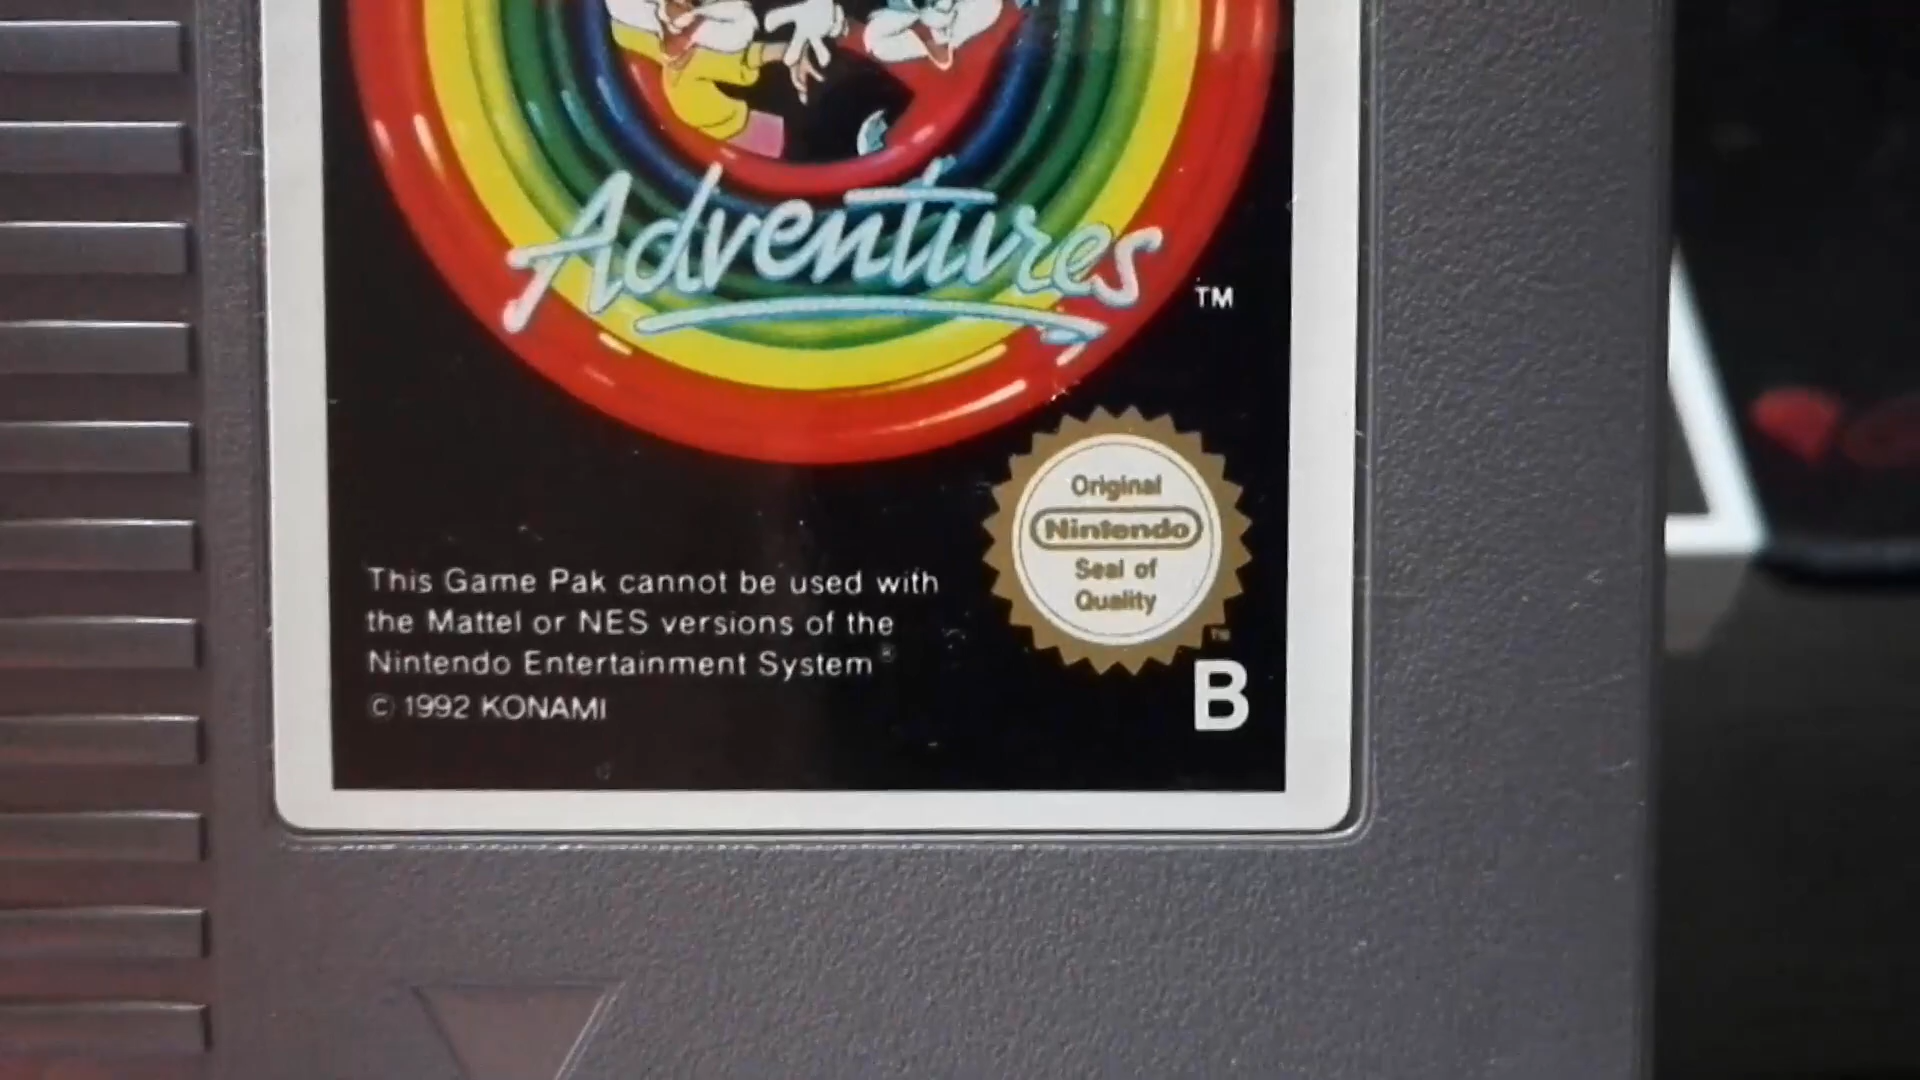 Adventures
TM
Original
Nintendo
Seal of
Quality
TM
This Game Pak cannot be used with
the Mattel or NES versions of the
Nintendo Entertainment System®
© 1992 KONAMI
B